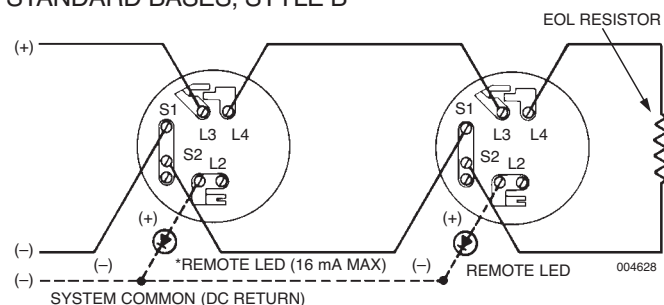 STANDARD BASES, STYLE B
EOL RESISTOR
(+)
S1
L3 L4
S2
L2
(+)
S1
L3 L4
S2
L2
(+)
(–)
(–)
*REMOTE LED (16 mA MAX)
(–)
REMOTE LED
004628
(–)
SYSTEM COMMON (DC RETURN)